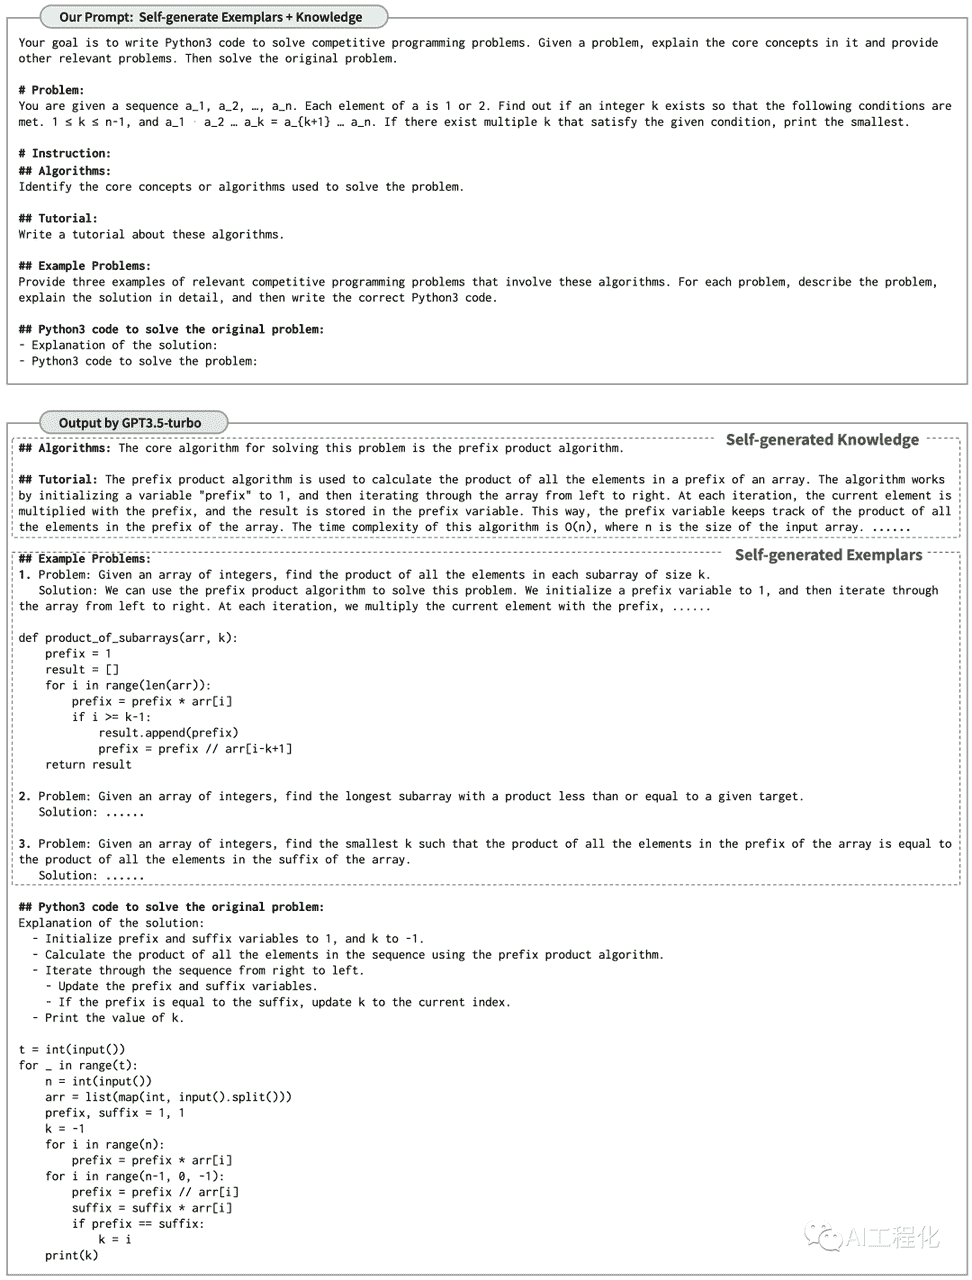 Our Prompt: Self-generate Exemplars + Knowledge
Your goal is to write Python3 code to solve competitive programming problems. Given a problem, explain the core concepts in it and provide
other relevant problems. Then solve the original problem.
# Problem:
You are given a sequence a_1, a_2, …, a_n. Each element of a is 1 or 2. Find out if an integer k exists so that the following conditions are
met. 1 ≤ k ≤ n-1, and a_1 · a_2 … a_k = a_{k+1} … a_n. If there exist multiple k that satisfy the given condition, print the smallest.
# Instruction:
## Algorithms:
Identify the core concepts or algorithms used to solve the problem.
## Tutorial:
Write a tutorial about these algorithms.
## Example Problems:
Provide three examples of relevant competitive programming problems that involve these algorithms. For each problem, describe the problem,
explain the solution in detail, and then write the correct Python3 code.
## Python3 code to solve the original problem:
- Explanation of the solution:
- Python3 code to solve the problem:
Output by GPT3.5-turbo
Self-generated Knowledge
## Algorithms: The core algorithm for solving this problem is the prefix product algorithm.
## Tutorial: The prefix product algorithm is used to calculate the product of all the elements in a prefix of an array. The algorithm works
by initializing a variable "prefix" to 1, and then iterating through the array from left to right. At each iteration, the current element is
multiplied with the prefix, and the result is stored in the prefix variable. This way, the prefix variable keeps track of the product of all
the elements in the prefix of the array. The time complexity of this algorithm is O(n), where n is the size of the input array. ......
Self-generated Exemplars
## Example Problems:
1. Problem: Given an array of integers, find the product of all the elements in each subarray of size k.
Solution: We can use the prefix product algorithm to solve this problem. We initialize a prefix variable to 1, and then iterate through
the array from left to right. At each iteration, we multiply the current element with the prefix, ......
def product_of_subarrays(arr, k):
    prefix = 1
    result = []
    for i in range(len(arr)):
        prefix = prefix * arr[i]
        if i >= k-1:
            result.append(prefix)
            prefix = prefix // arr[i-k+1]
    return result
2. Problem: Given an array of integers, find the longest subarray with a product less than or equal to a given target.
Solution: ......
3. Problem: Given an array of integers, find the smallest k such that the product of all the elements in the prefix of the array is equal to
the product of all the elements in the suffix of the array.
Solution: ......
## Python3 code to solve the original problem:
Explanation of the solution:
- Initialize prefix and suffix variables to 1, and k to -1.
- Calculate the product of all the elements in the sequence using the prefix product algorithm.
- Iterate through the sequence from right to left.
- Update the prefix and suffix variables.
- If the prefix is equal to the suffix, update k to the current index.
- Print the value of k.
t = int(input())
for _ in range(t):
    n = int(input())
    arr = list(map(int, input().split()))
    prefix, suffix = 1, 1
    k = -1
    for i in range(n):
        prefix = prefix * arr[i]
    for i in range(n-1, 0, -1):
        prefix = prefix // arr[i]
        suffix = suffix * arr[i]
        if prefix == suffix:
            k = i
    print(k)
AI工程化